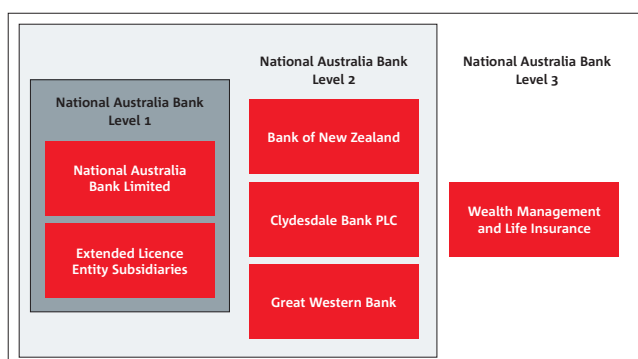 National Australia Bank
Level 1
National Australia
Bank Limited
Extended Licence
Entity Subsidiaries
National Australia Bank
Level 2
Bank of New Zealand
Clydesdale Bank PLC
Great Western Bank
National Australia Bank
Level 3
Wealth Management
and Life Insurance